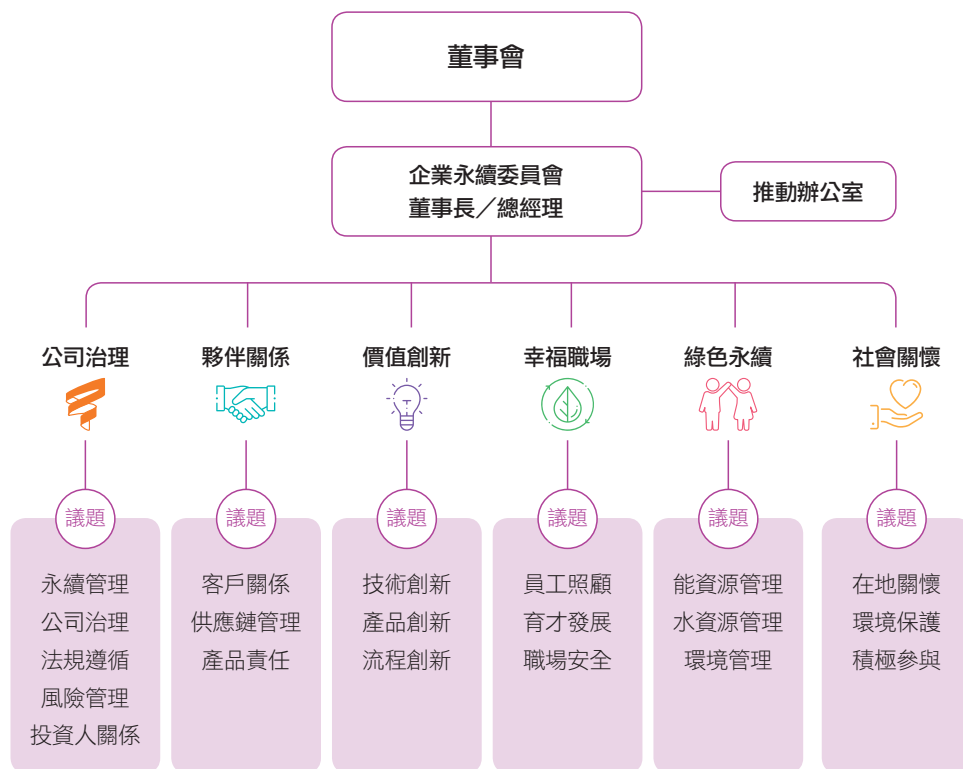 董事會
企業永續委員會
董事長／總經理
推動辦公室
公司治理
夥伴關係
價值創新
幸福職場
綠色永續
社會關懷
議題
議題
議題
議題
議題
議題
永續管理
公司治理
法規遵循
風險管理
投資人關係
客戶關係
供應鏈管理
產品責任
技術創新
產品創新
流程創新
員工照顧
育才發展
職場安全
能資源管理
水資源管理
環境管理
在地關懷
環境保護
積極參與